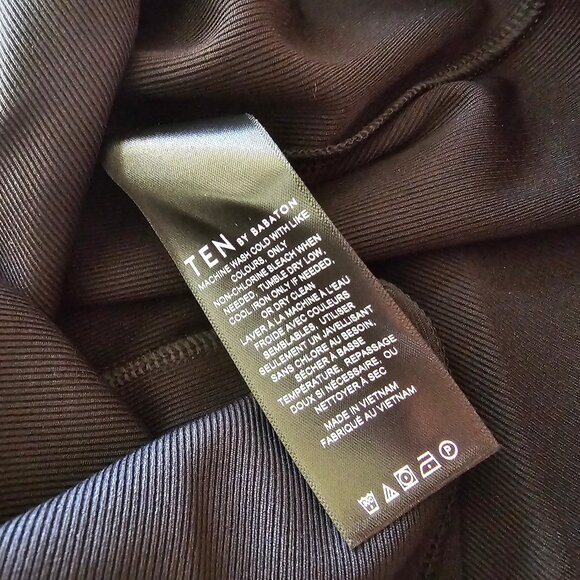 TEN BY BABATON
MACHINE WASH COLD WITH LIKE
COLOURS, ONLY
NON-CHLORINE BLEACH WHEN
NEEDED, TUMBLE DRY LOW,
COOL IRON ONLY IF NEEDED,
OR DRY CLEAN
LAVER À LA MACHINE À L'EAU
FROIDE AVEC COULEURS
SEMBLABLES, UTILISER
SEULEMENT UN JAVELLISANT
SANS CHLORE AU BESOIN,
SÉCHER À BASSE
TEMPÉRATURE, REPASSAGE
DOUX SI NÉCESSAIRE, OU
NETTOYER À SEC
MADE IN VIETNAM
FABRIQUÉ AU VIETNAM
P